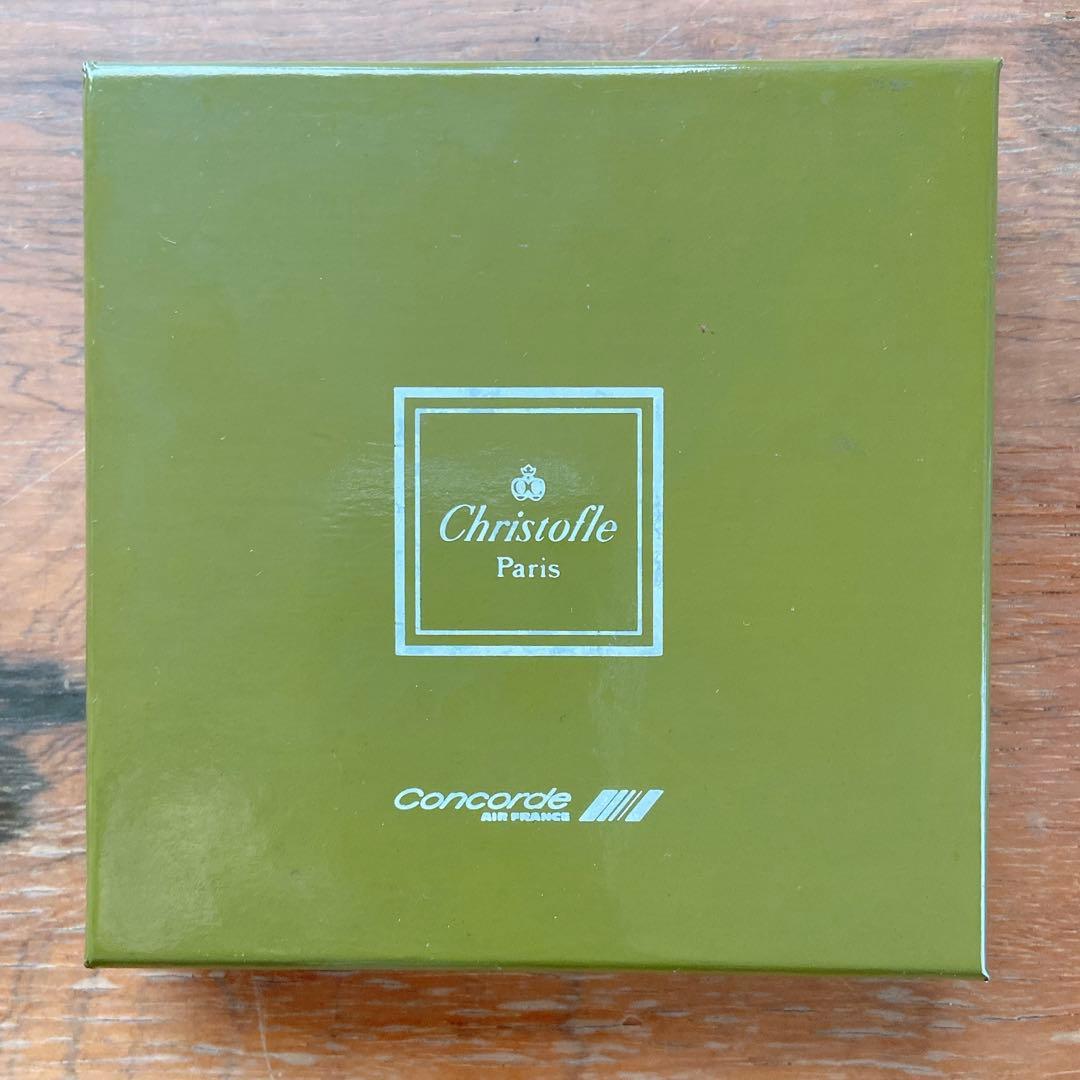 Christofle
Paris
Concorde
AIR FRANCE